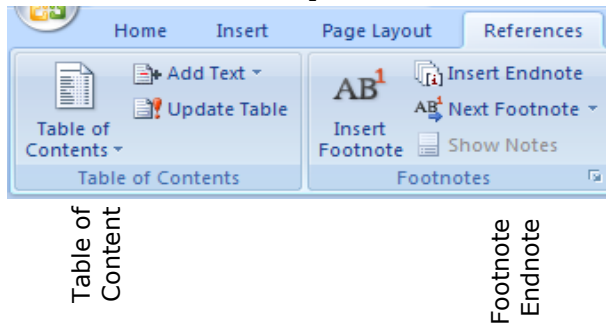 Home Insert Page Layout References
Table of
Contents
Add Text
Update Table
Table of Contents
AB1
Insert
Footnote
Insert Endnote
AB1 Next Footnote
Show Notes
Footnotes
Table of
Content
Footnote
Endnote